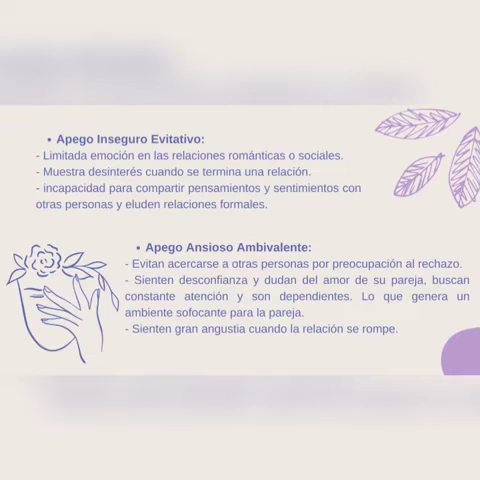 • Apego Inseguro Evitativo:
- Limitada emoción en las relaciones románticas o sociales.
- Muestra desinterés cuando se termina una relación.
- incapacidad para compartir pensamientos y sentimientos con
otras personas y eluden relaciones formales.
• Apego Ansioso Ambivalente:
- Evitan acercarse a otras personas por preocupación al rechazo.
- Sienten desconfianza y dudan del amor de su pareja, buscan
constante atención y son dependientes. Lo que genera un
ambiente sofocante para la pareja.
- Sienten gran angustia cuando la relación se rompe.